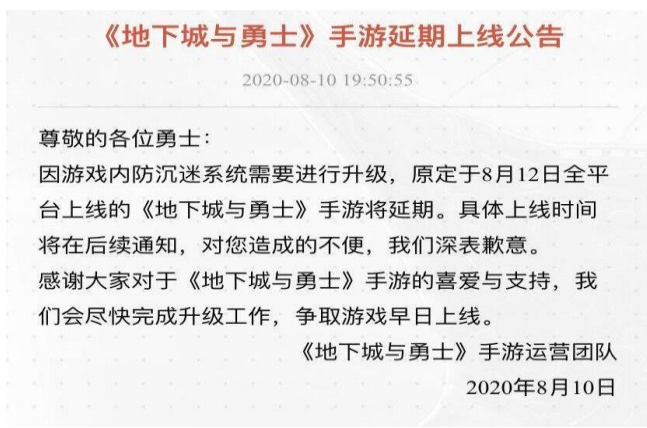 《地下城与勇士》手游延期上线公告
2020-08-10 19:50:55
尊敬的各位勇士：
因游戏内防沉迷系统需要进行升级，原定于8月12日全平
台上线的《地下城与勇士》手游将延期。具体上线时间
将在后续通知，对您造成的不便，我们深表歉意。
感谢大家对于《地下城与勇士》手游的喜爱与支持，我
们会尽快完成升级工作，争取游戏早日上线。
《地下城与勇士》手游运营团队
2020年8月10日